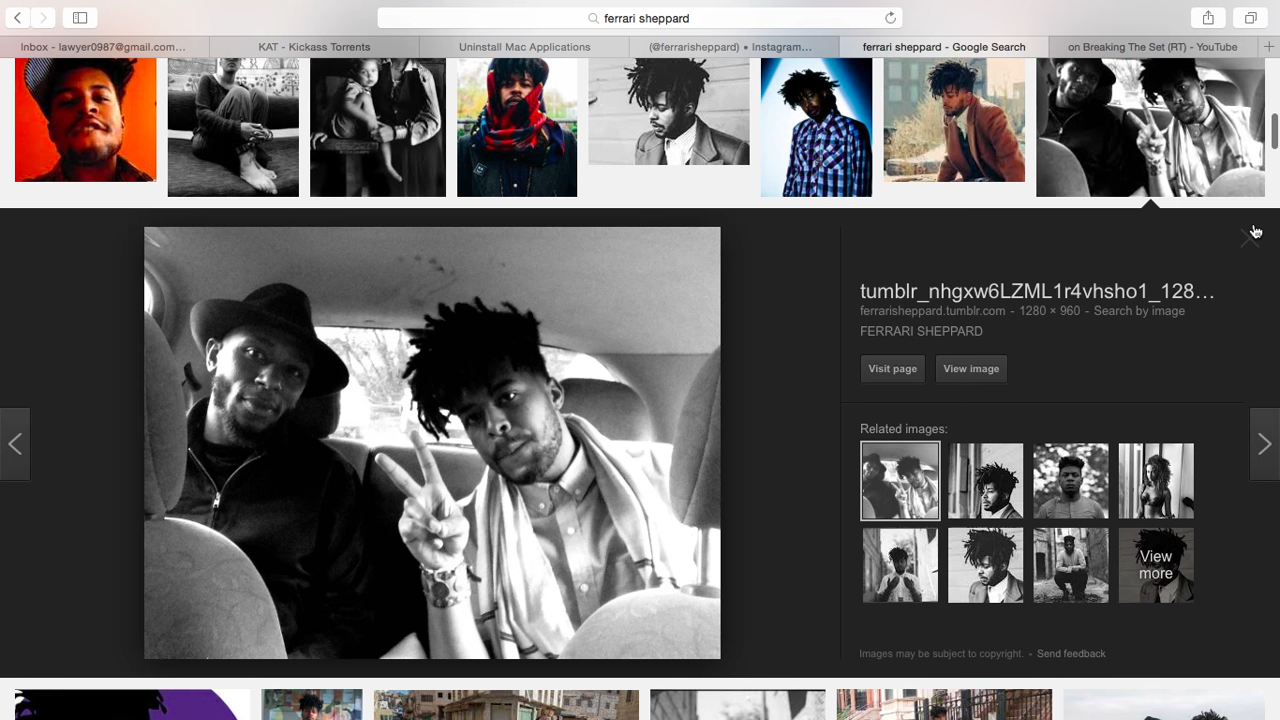 ferrari sheppard
Inbox - lawyer0987@gmail.com...
KAT - Kickass Torrents
Uninstall Mac Applications
(@ferrarisheppard) • Instagram...
ferrari sheppard - Google Search
on Breaking The Set (RT) - YouTube
tumblr_nhgxw6LZML1r4vhsho1_128...
ferrarisheppard.tumblr.com - 1280 × 960 - Search by image
FERRARI SHEPPARD
Visit page
View image
Related images:
View
more
Images may be subject to copyright. - Send feedback